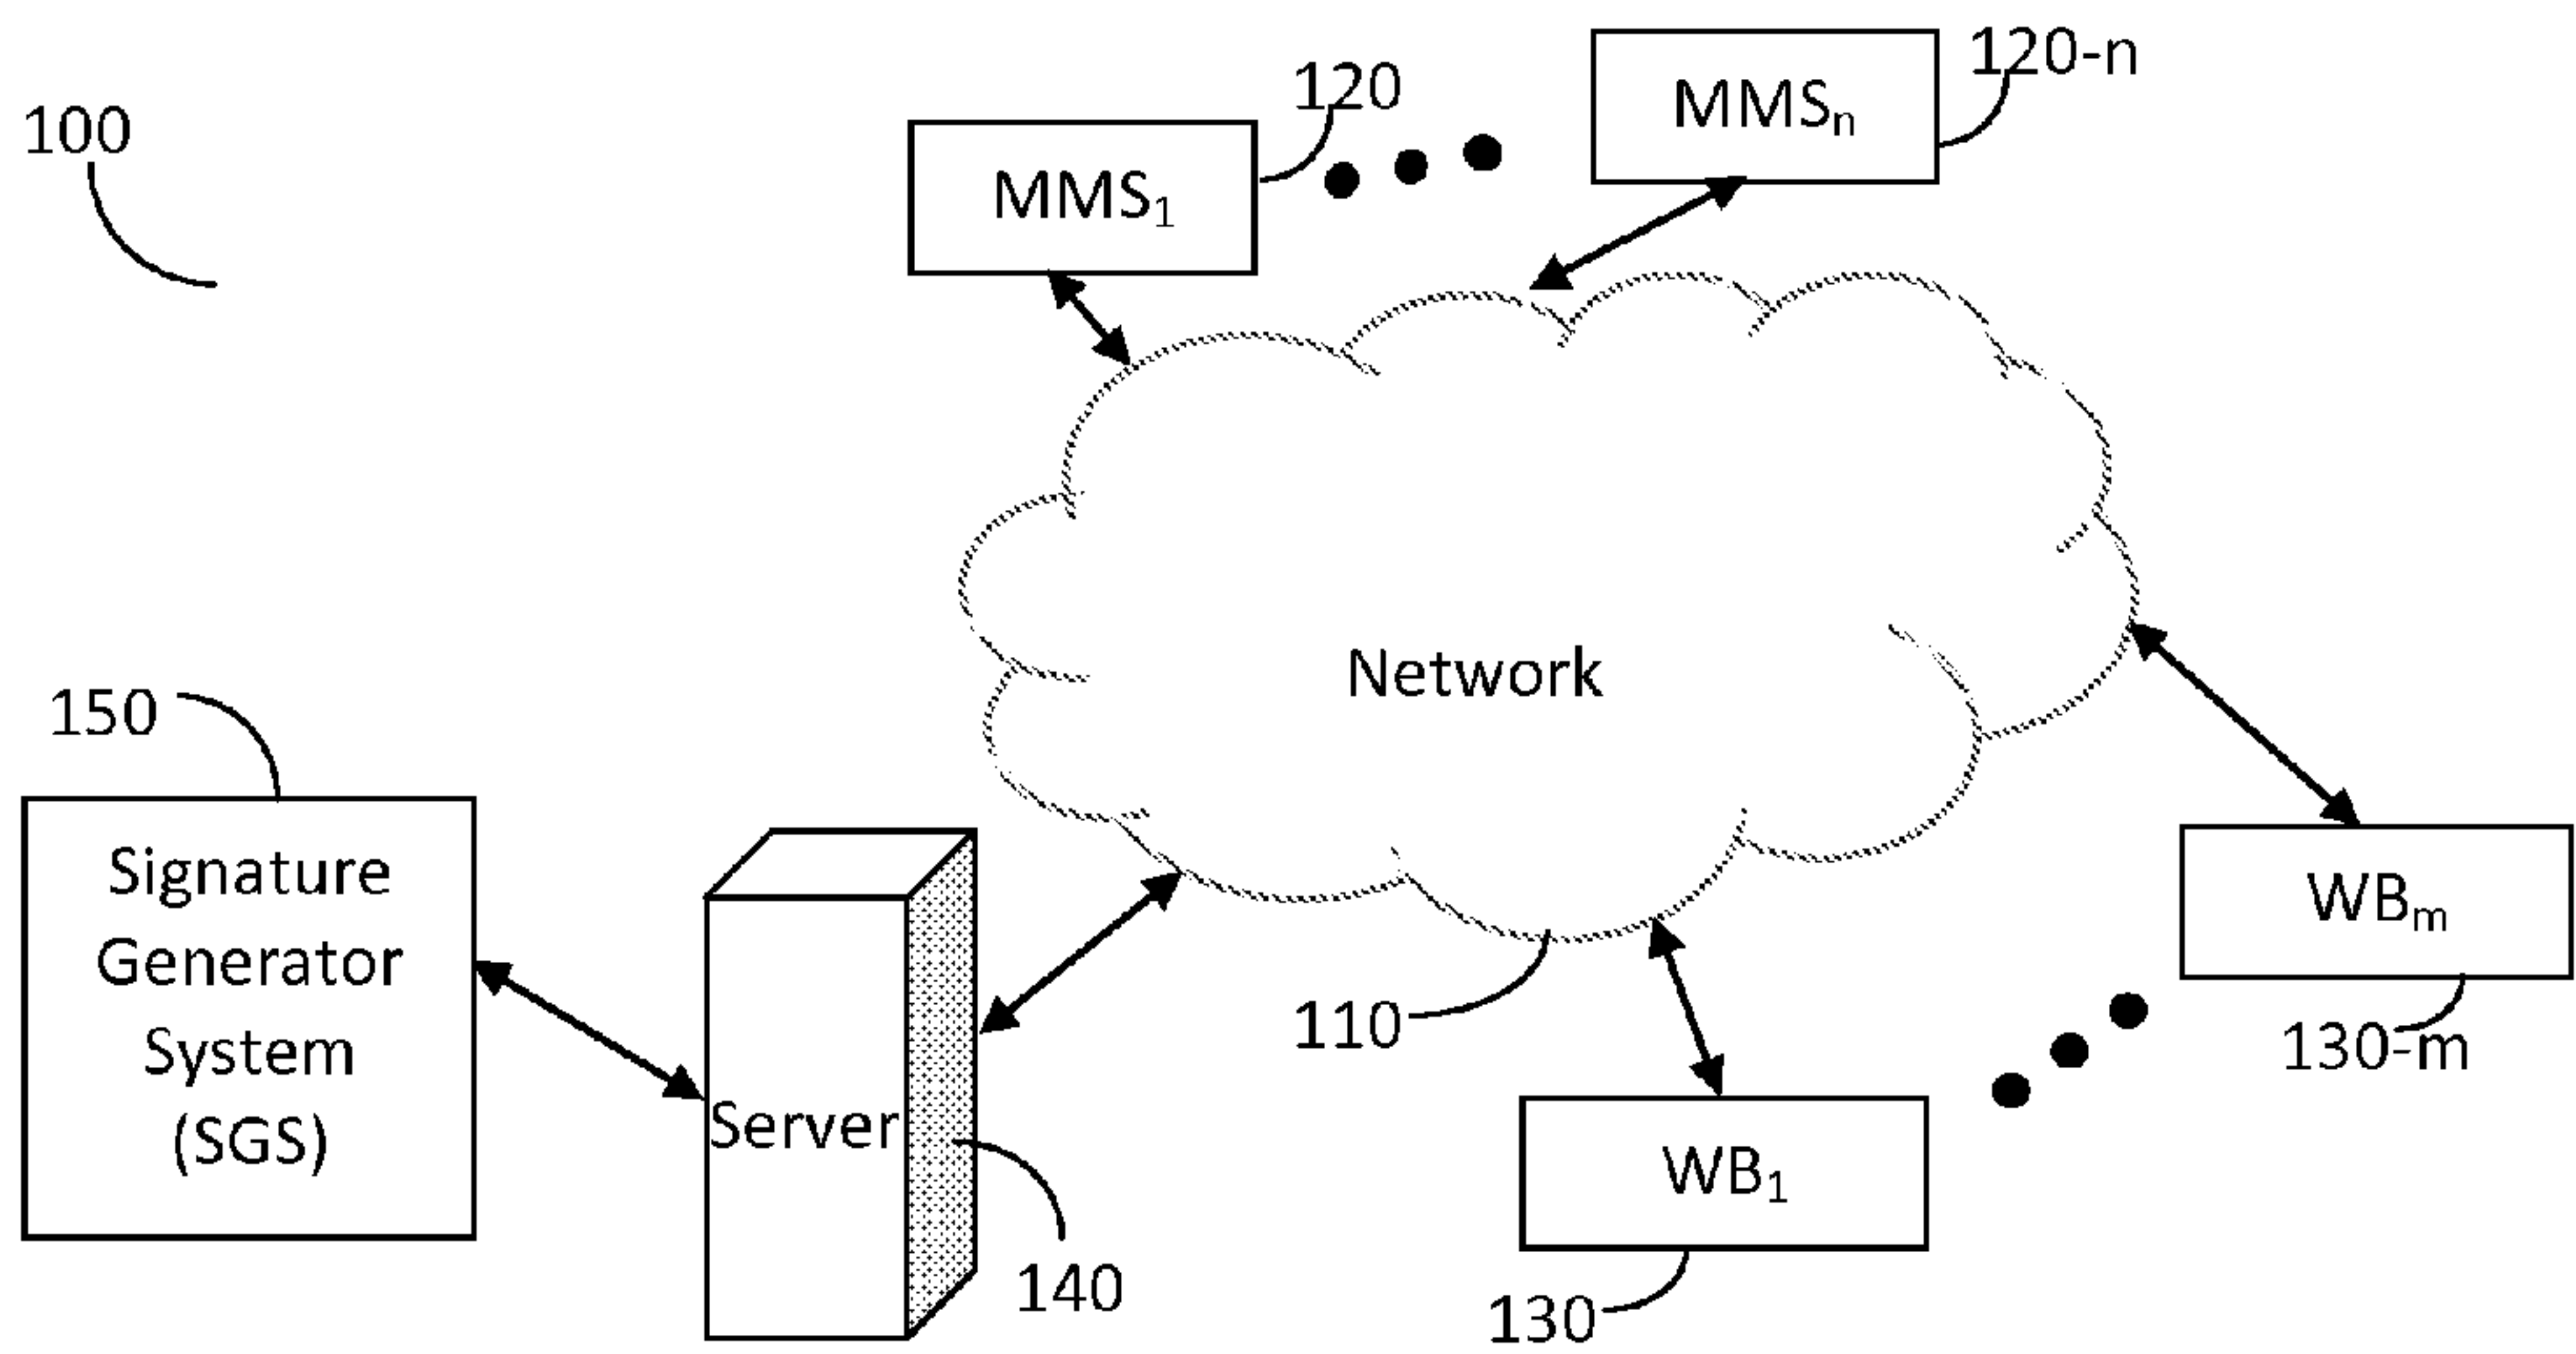 120-n
MMSₙ
120
100
MMS₁
Network
150
Signature
Generator
System
(SGS)
WBₘ
110
130-m
Server
WB₁
140
130